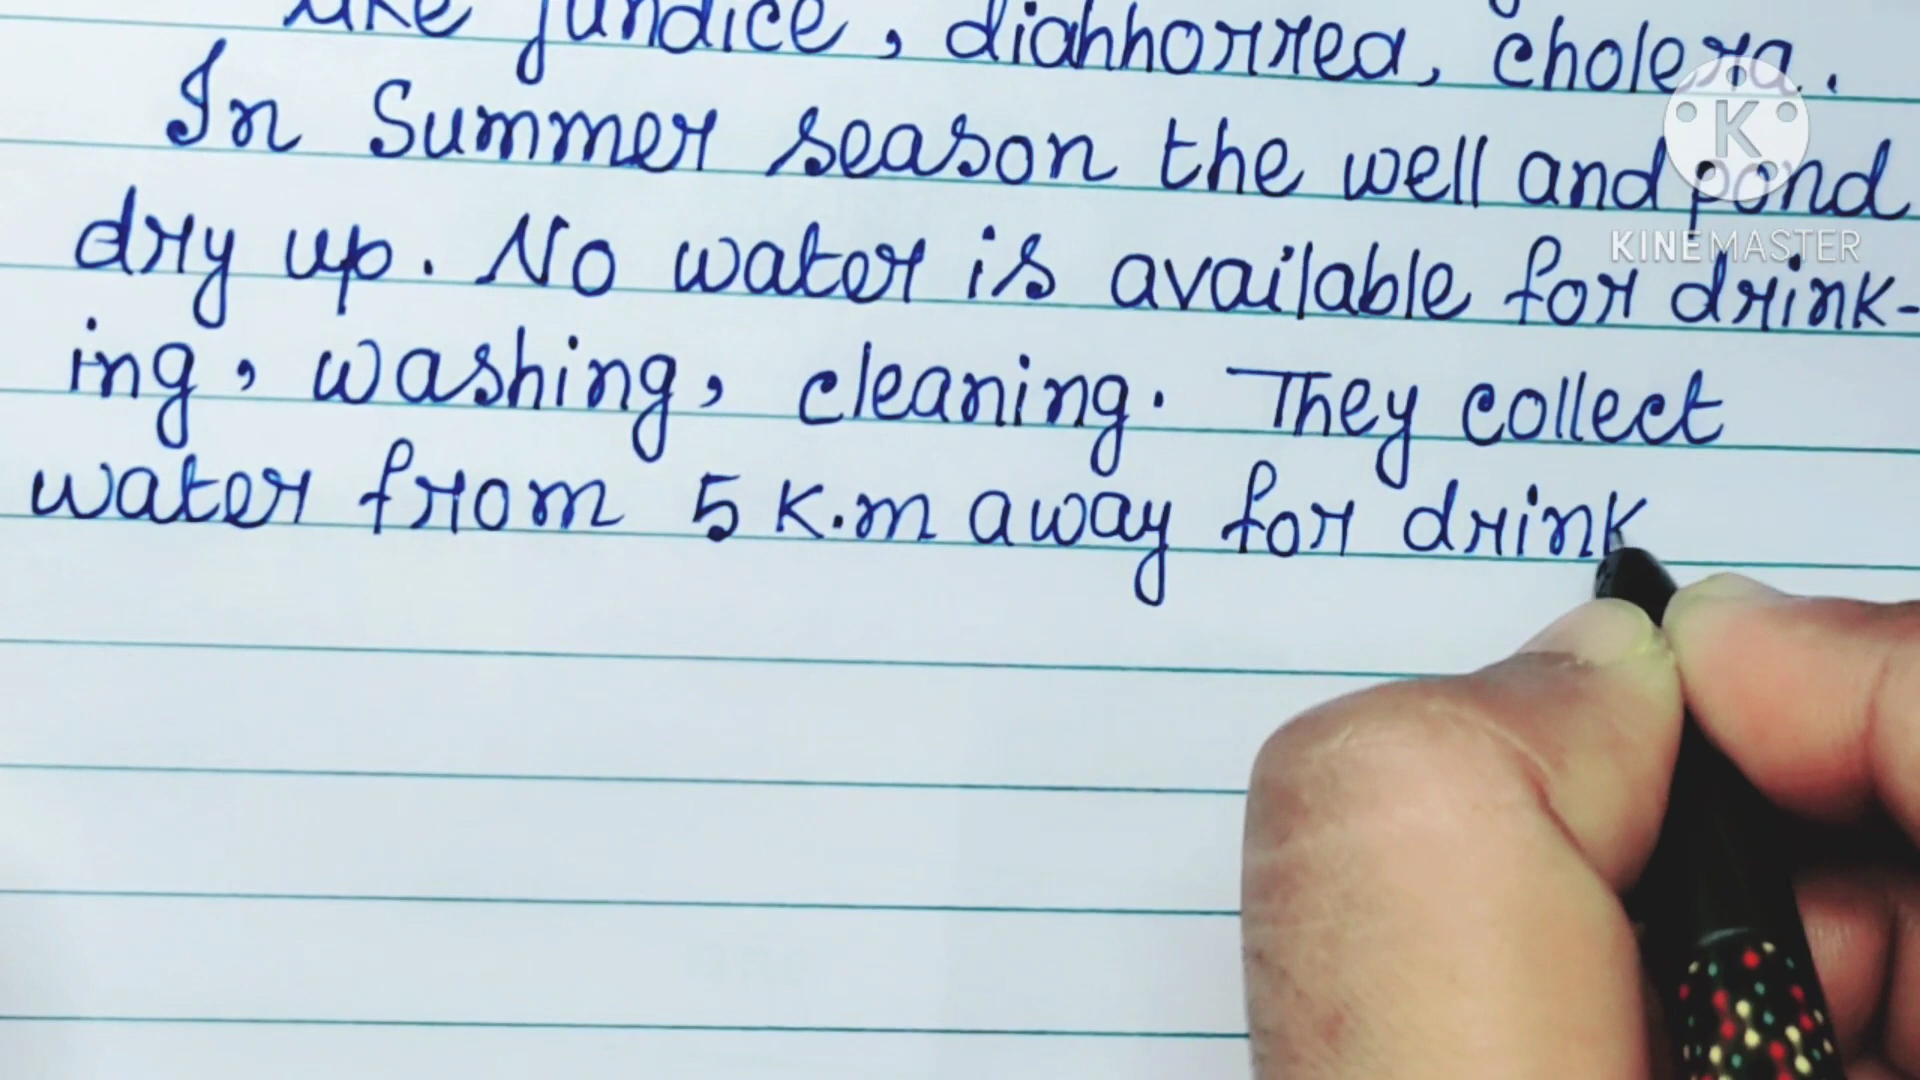 like jundice, diahhorrea, cholera.
In Summer season the well and pond
dry up. No water is available for drink-
ing, washing, cleaning. They collect
water from 5 K.m away for drink
K
KINEMASTER